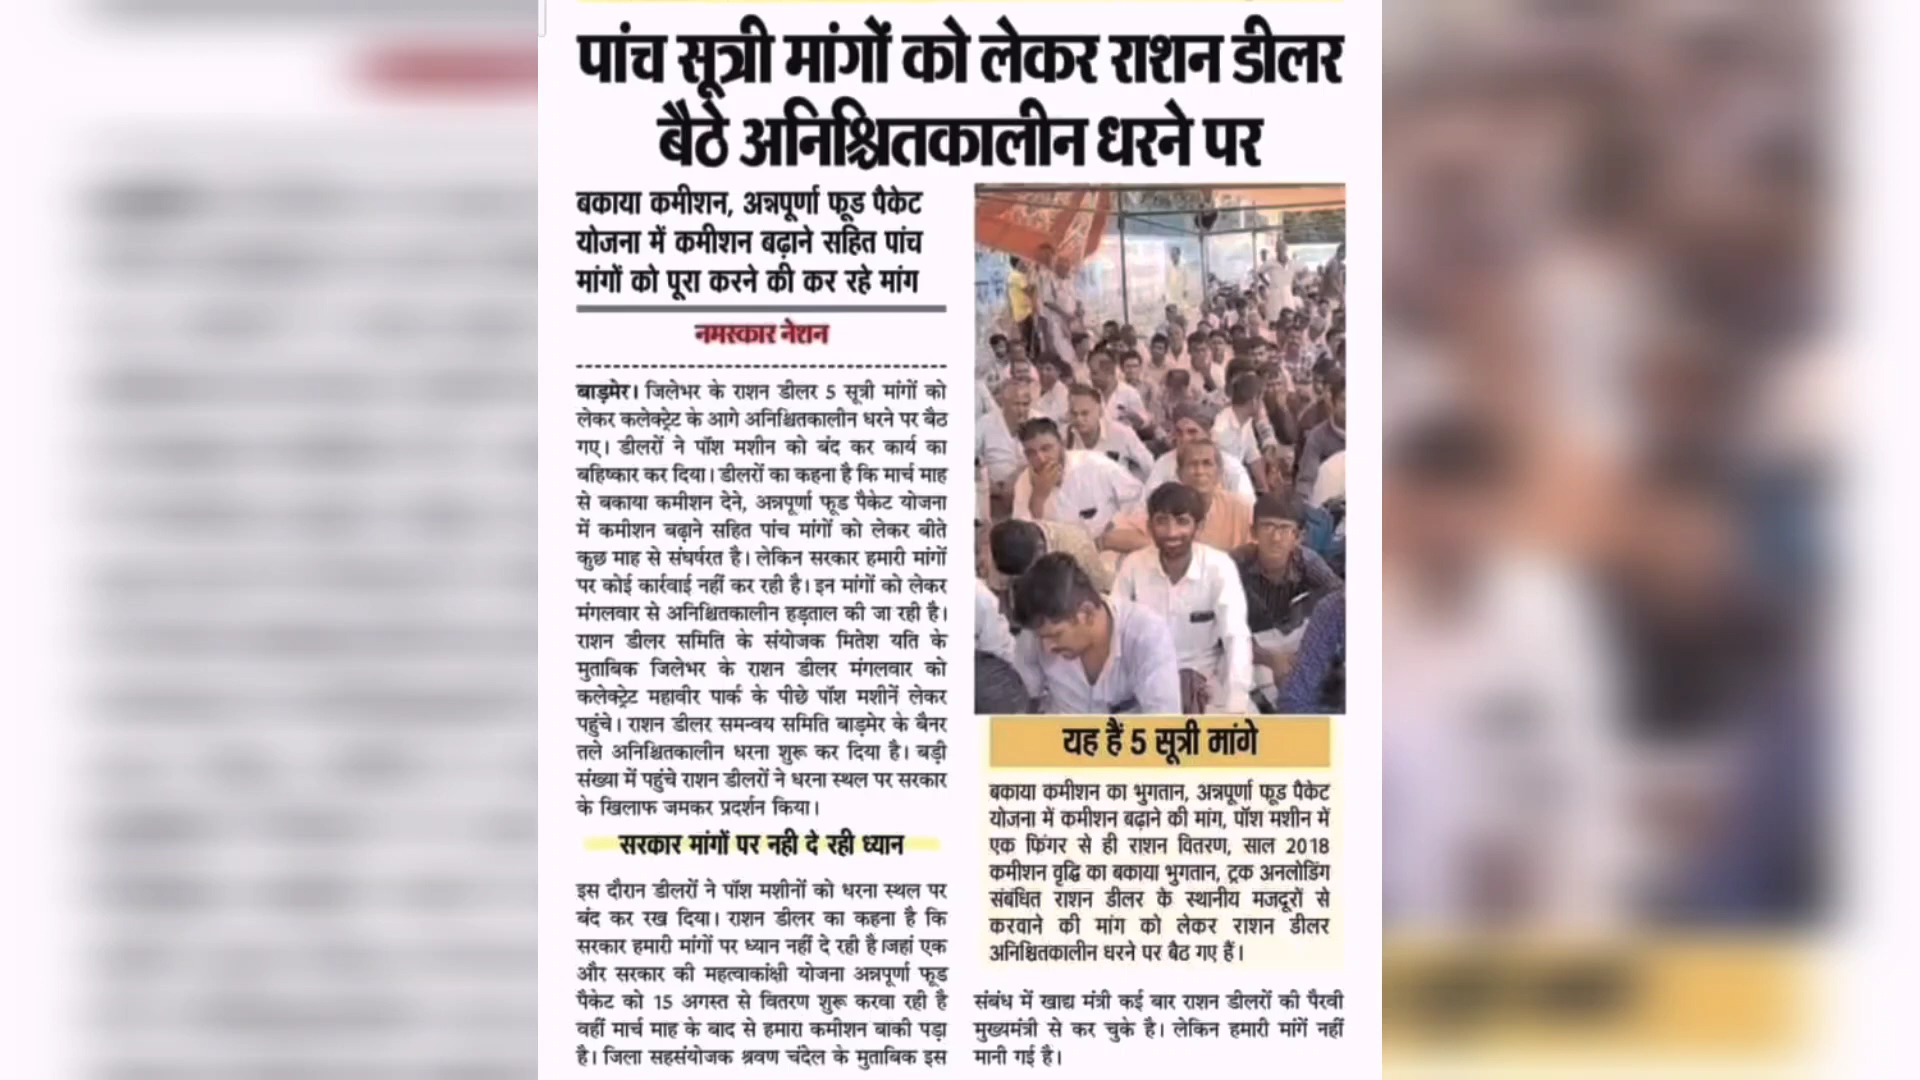 पांच सूत्री मांगों को लेकर राशन डीलर
बैठे अनिश्चितकालीन धरने पर
बकाया कमीशन, अन्नपूर्णा फूड पैकेट
योजना में कमीशन बढ़ाने सहित पांच
मांगों को पूरा करने की कर रहे मांग
नमस्कार नेशन
बाड़मेर। जिलेभर के राशन डीलर 5 सूत्री मांगों को
लेकर कलेक्ट्रेट के आगे अनिश्चितकालीन धरने पर बैठ
गए। डीलरों ने पॉश मशीन को बंद कर कार्य का
बहिष्कार कर दिया। डीलरों का कहना है कि मार्च माह
से बकाया कमीशन देने, अन्नपूर्णा फूड पैकेट योजना
में कमीशन बढ़ाने सहित पांच मांगों को लेकर बीते
कुछ माह से संघर्षरत है। लेकिन सरकार हमारी मांगों
पर कोई कार्रवाई नहीं कर रही है। इन मांगों को लेकर
मंगलवार से अनिश्चितकालीन हड़ताल की जा रही है।
राशन डीलर समिति के संयोजक मितेश यति के
मुताबिक जिलेभर के राशन डीलर मंगलवार को
कलेक्ट्रेट महावीर पार्क के पीछे पॉश मशीनें लेकर
पहुंचे। राशन डीलर समन्वय समिति बाड़मेर के बैनर
तले अनिश्चितकालीन धरना शुरू कर दिया है। बड़ी
संख्या में पहुंचे राशन डीलरों ने धरना स्थल पर सरकार
के खिलाफ जमकर प्रदर्शन किया।
सरकार मांगों पर नही दे रही ध्यान
इस दौरान डीलरों ने पॉश मशीनों को धरना स्थल पर
बंद कर रख दिया। राशन डीलर का कहना है कि
सरकार हमारी मांगों पर ध्यान नहीं दे रही है।जहां एक
और सरकार की महत्वाकांक्षी योजना अन्नपूर्णा फूड
पैकेट को 15 अगस्त से वितरण शुरू करवा रही है
वहीं मार्च माह के बाद से हमारा कमीशन बाकी पड़ा
है। जिला सहसंयोजक श्रवण चंदेल के मुताबिक इस
यह हैं 5 सूत्री मांगे
बकाया कमीशन का भुगतान, अन्नपूर्णा फूड पैकेट
योजना में कमीशन बढ़ाने की मांग, पॉश मशीन में
एक फिंगर से ही राशन वितरण, साल 2018
कमीशन वृद्धि का बकाया भुगतान, ट्रक अनलोडिंग
संबंधित राशन डीलर के स्थानीय मजदूरों से
करवाने की मांग को लेकर राशन डीलर
अनिश्चितकालीन धरने पर बैठ गए हैं।
संबंध में खाद्य मंत्री कई बार राशन डीलरों की पैरवी
मुख्यमंत्री से कर चुके है। लेकिन हमारी मांगें नहीं
मानी गई है।